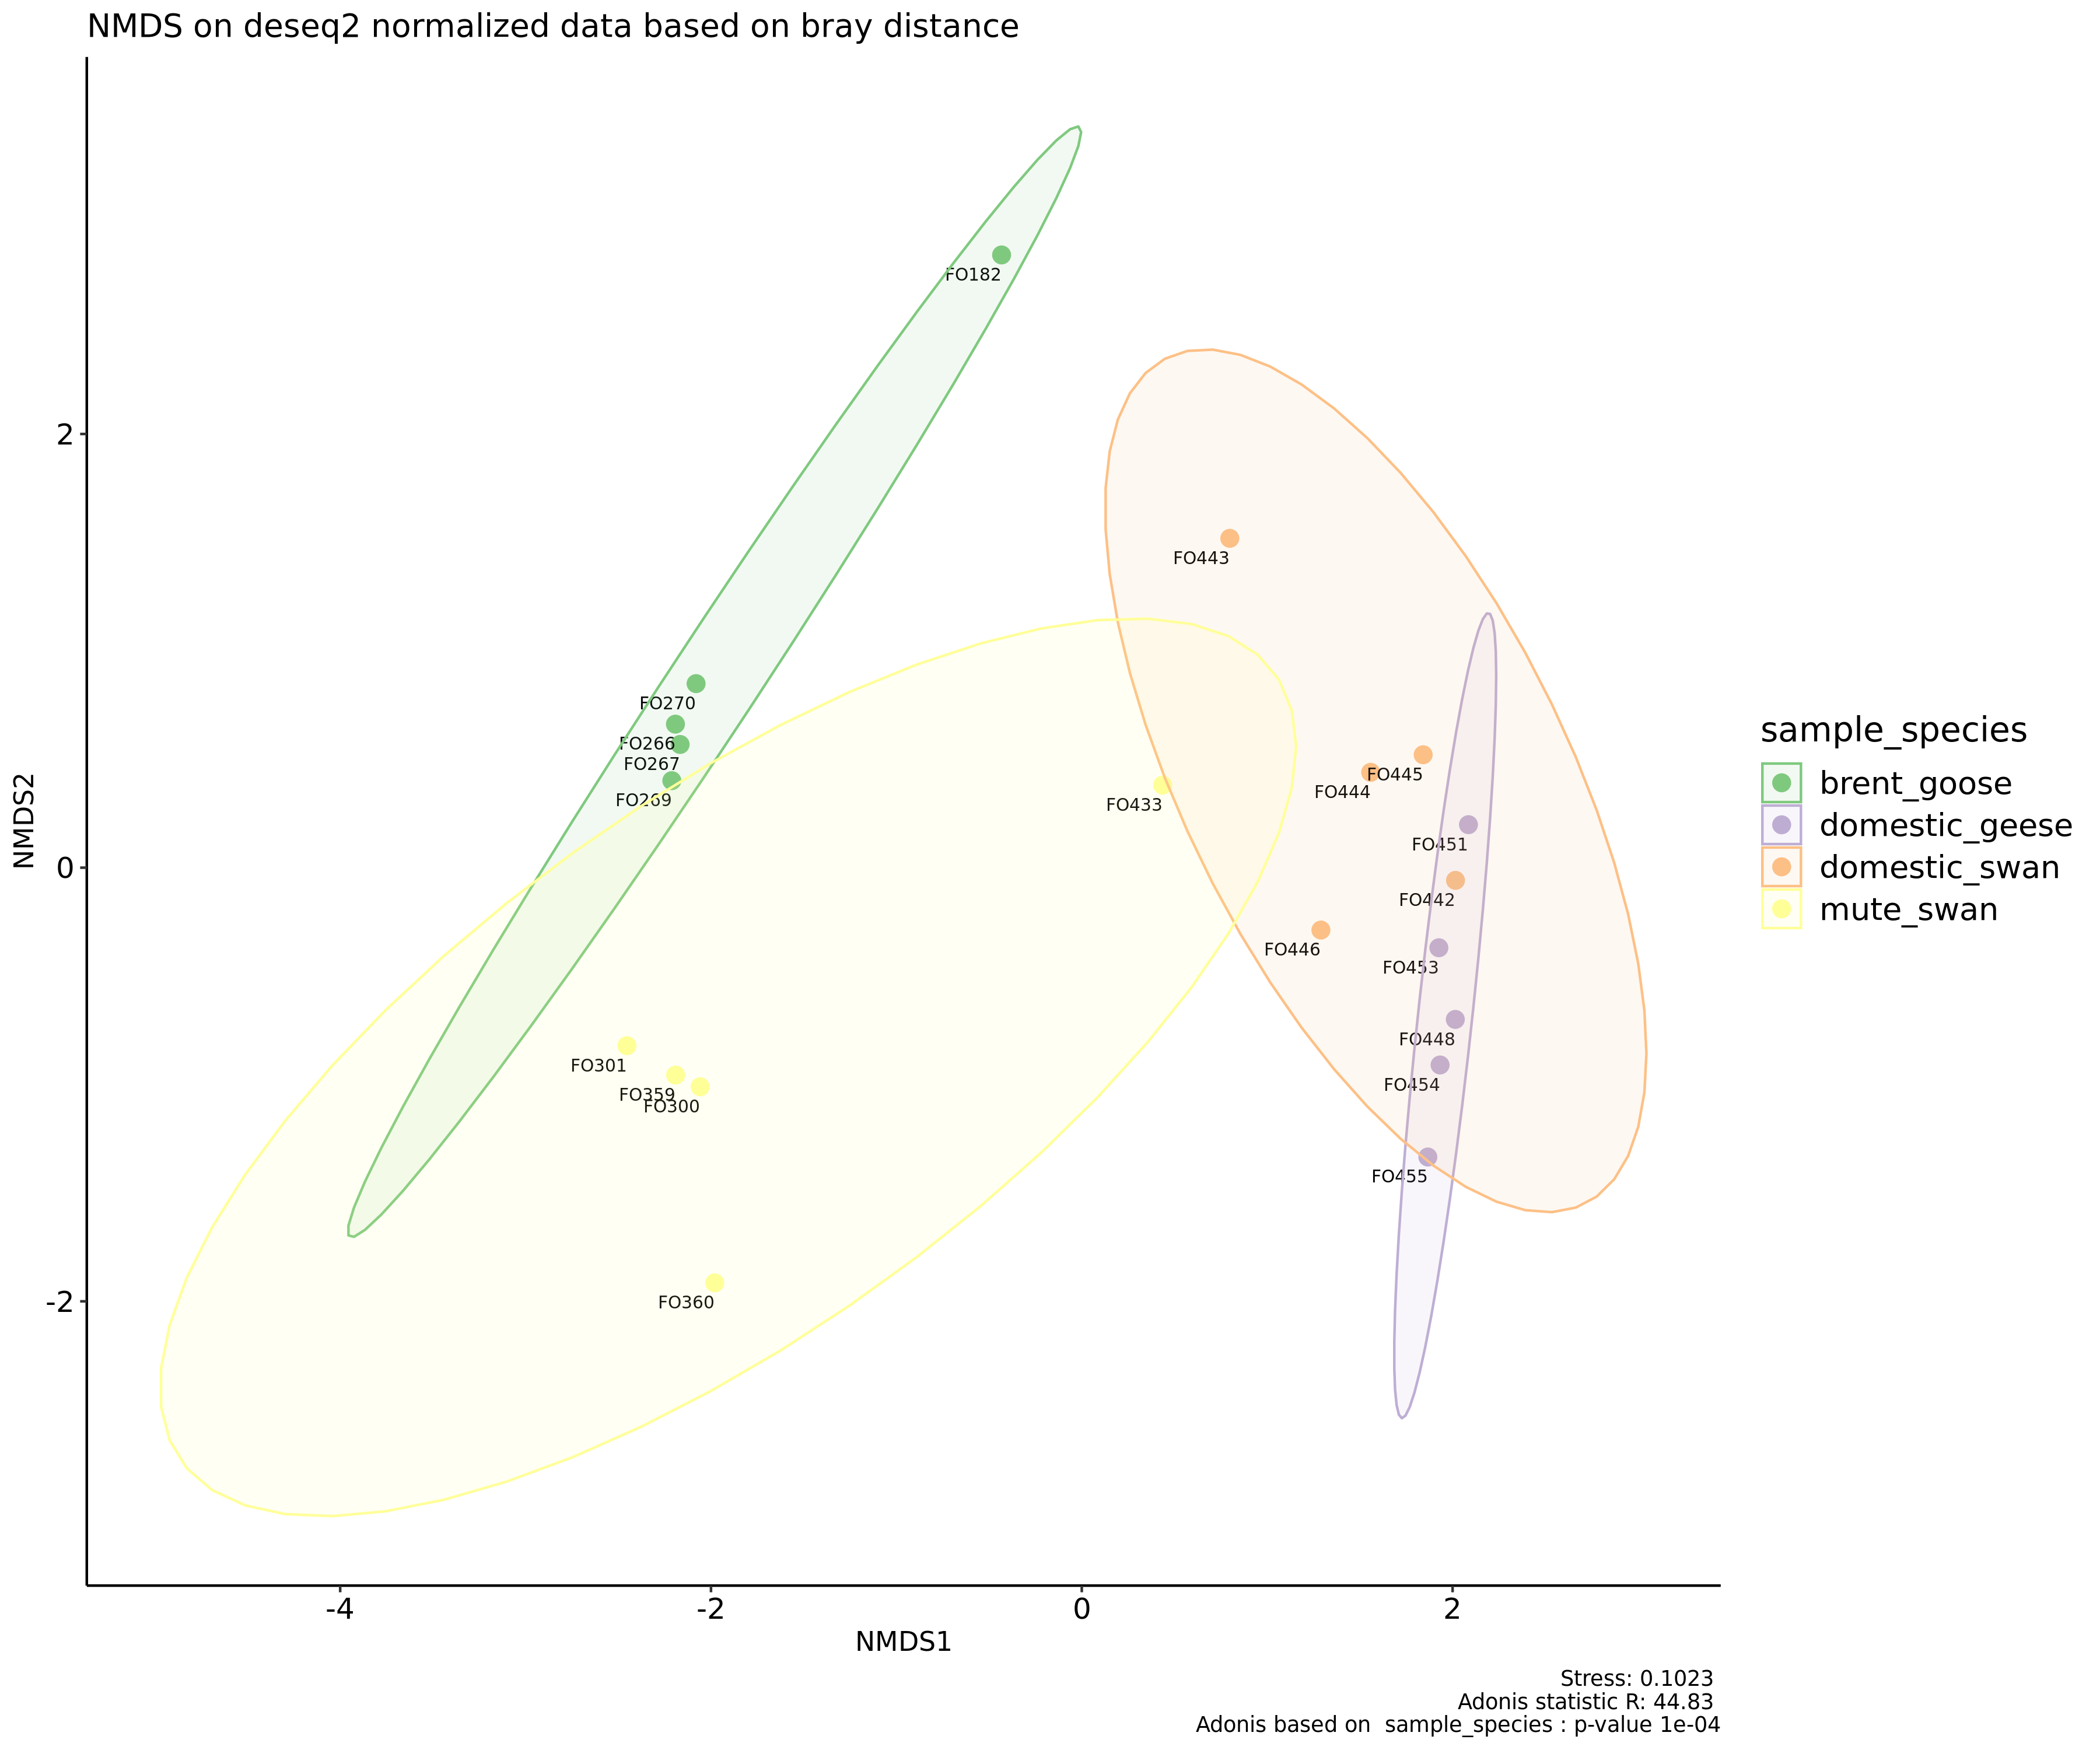 NMDS on deseq2 normalized data based on bray distance
FO182
2
FO443
FO270
FO266
FO267
FO269
FO445
FO444
FO433
FO451
0
FO442
FO446
FO453
FO448
FO301
FO454
FO359
FO300
FO455
-2
FO360
NMDS2
-4
-2
0
2
NMDS1
sample_species
brent_goose
domestic_geese
domestic_swan
mute_swan
Stress: 0.1023
Adonis statistic R: 44.83
Adonis based on  sample_species : p-value 1e-04